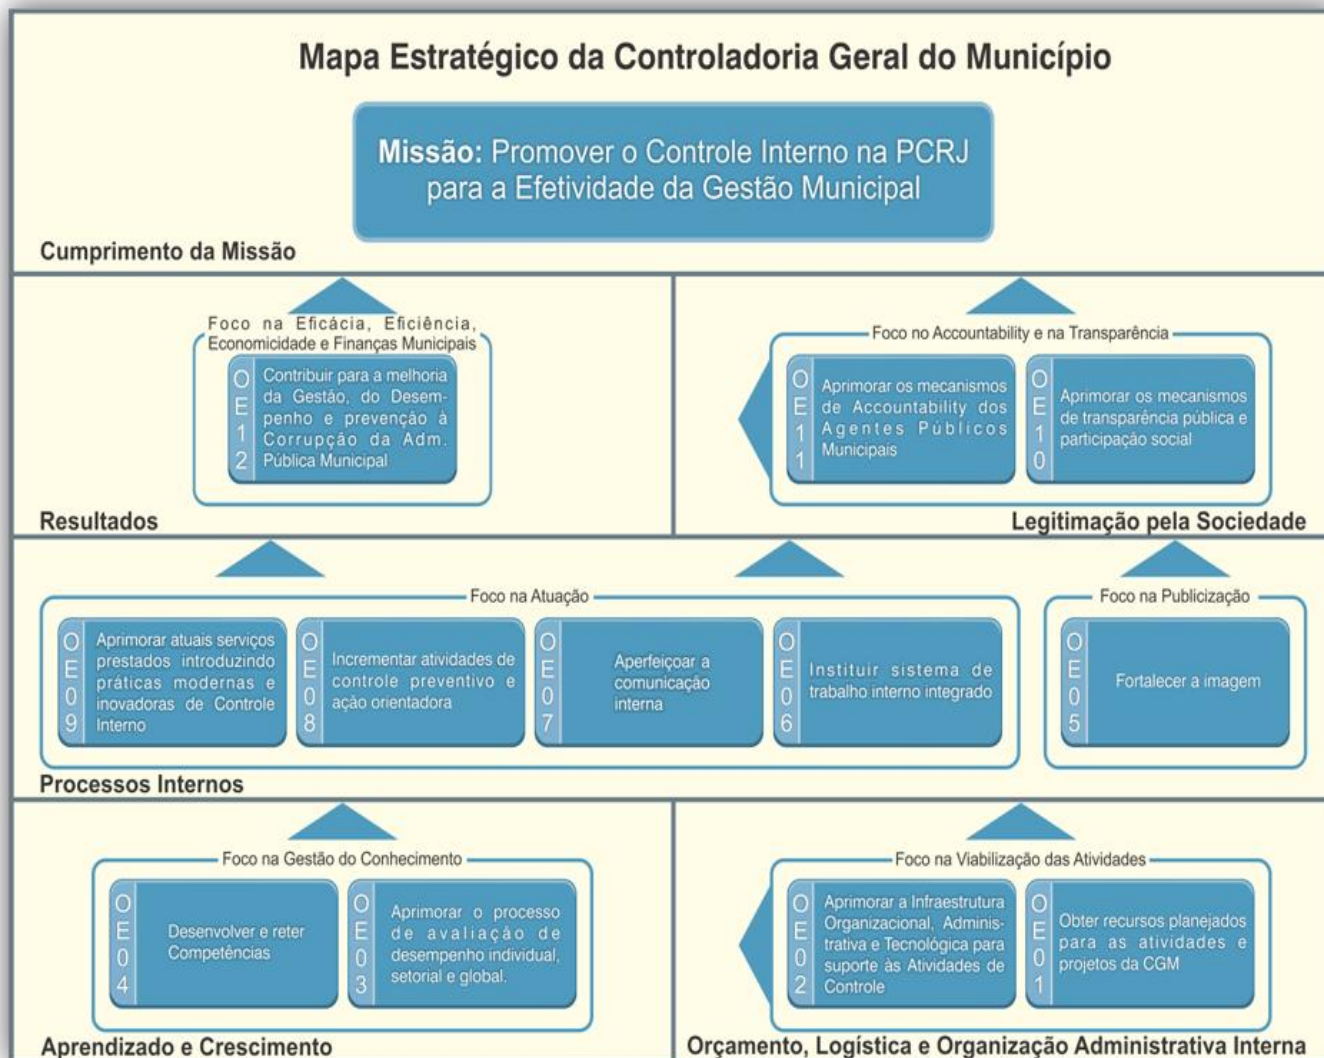 Mapa Estratégico da Controladoria Geral do Município
Missão: Promover o Controle Interno na PCRJ
para a Efetividade da Gestão Municipal
Cumprimento da Missão
Foco na Eficácia, Eficiência,
Economicidade e Finanças Municipais
OE12
Contribuir para a melhoria
da Gestão, do Desem-
penho e prevenção à
Corrupção da Adm.
Pública Municipal
Resultados
Foco no Accountability e na Transparência
OE11
Aprimorar os mecanismos
de Accountability dos
Agentes Públicos
Municipais
OE10
Aprimorar os mecanismos
de transparência pública e
participação social
Legitimação pela Sociedade
Foco na Atuação
OE09
Aprimorar atuais serviços
prestados introduzindo
práticas modernas e
inovadoras de Controle
Interno
OE08
Incrementar atividades de
controle preventivo e
ação orientadora
OE07
Aperfeiçoar a
comunicação
interna
OE06
Instituir sistema de
trabalho interno integrado
Foco na Publicização
OE05
Fortalecer a imagem
Processos Internos
Foco na Gestão do Conhecimento
OE04
Desenvolver e reter
Competências
OE03
Aprimorar o processo
de avaliação de
desempenho individual,
setorial e global.
Aprendizado e Crescimento
Foco na Viabilização das Atividades
OE02
Aprimorar a Infraestrutura
Organizacional, Adminis-
trativa e Tecnológica para
suporte às Atividades de
Controle
OE01
Obter recursos planejados
para as atividades e
projetos da CGM
Orçamento, Logística e Organização Administrativa Interna